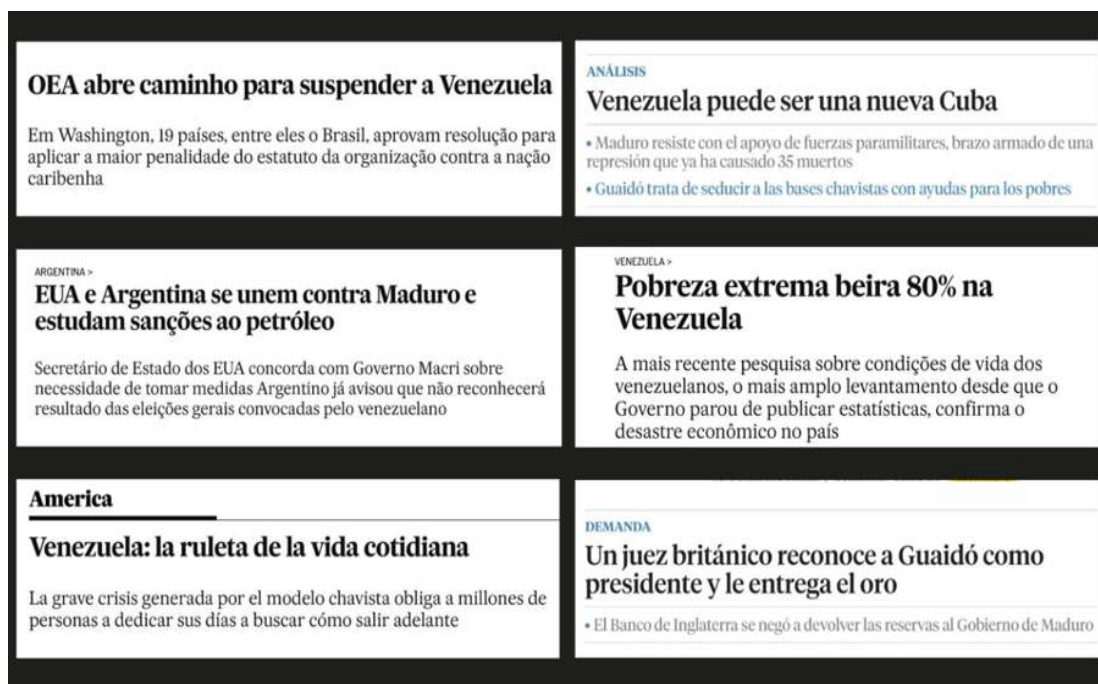 OEA abre caminho para suspender a Venezuela
Em Washington, 19 países, entre eles o Brasil, aprovam resolução para
aplicar a maior penalidade do estatuto da organização contra a nação
caribenha
ANÁLISIS
Venezuela puede ser una nueva Cuba
• Maduro resiste con el apoyo de fuerzas paramilitares, brazo armado de una
represión que ya ha causado 35 muertos
• Guaidó trata de seducir a las bases chavistas con ayudas para los pobres
ARGENTINA >
EUA e Argentina se unem contra Maduro e
estudam sanções ao petróleo
Secretário de Estado dos EUA concorda com Governo Macri sobre
necessidade de tomar medidas Argentino já avisou que não reconhecerá
resultado das eleições gerais convocadas pelo venezuelano
VENEZUELA >
Pobreza extrema beira 80% na
Venezuela
A mais recente pesquisa sobre condições de vida dos
venezuelanos, o mais amplo levantamento desde que o
Governo parou de publicar estatísticas, confirma o
desastre econômico no país
America
Venezuela: la ruleta de la vida cotidiana
La grave crisis generada por el modelo chavista obliga a millones de
personas a dedicar sus días a buscar cómo salir adelante
DEMANDA
Un juez británico reconoce a Guaidó como
presidente y le entrega el oro
• El Banco de Inglaterra se negó a devolver las reservas al Gobierno de Maduro